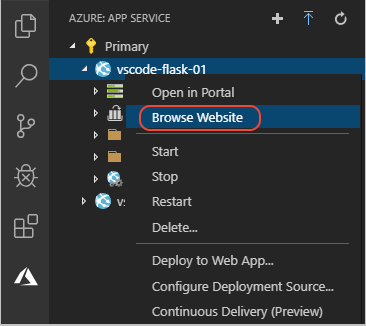 AZURE: APP SERVICE
Primary
vscode-flask-01
Open in Portal
Browse Website
Start
Stop
Restart
Delete...
Deploy to Web App...
Configure Deployment Source...
Continuous Delivery (Preview)